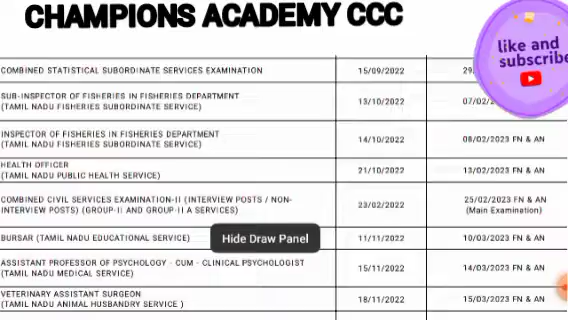 CHAMPIONS ACADEMY CCC
like and
subscribe
COMBINED STATISTICAL SUBORDINATE SERVICES EXAMINATION 15/09/2022
SUB-INSPECTOR OF FISHERIES IN FISHERIES DEPARTMENT
(TAMIL NADU FISHERIES SUBORDINATE SERVICE) 13/10/2022
INSPECTOR OF FISHERIES IN FISHERIES DEPARTMENT
(TAMIL NADU FISHERIES SUBORDINATE SERVICE) 14/10/2022 08/02/2023 FN & AN
HEALTH OFFICER
(TAMIL NADU PUBLIC HEALTH SERVICE) 21/10/2022 13/02/2023 FN & AN
COMBINED CIVIL SERVICES EXAMINATION-II (INTERVIEW POSTS / NON-
INTERVIEW POSTS) (GROUP-II AND GROUP-II A SERVICES) 23/02/2022 25/02/2023 FN & AN
(Main Examination)
BURSAR (TAMIL NADU EDUCATIONAL SERVICE) 11/11/2022 10/03/2023 FN & AN
Hide Draw Panel
ASSISTANT PROFESSOR OF PSYCHOLOGY - CUM - CLINICAL PSYCHOLOGIST
(TAMIL NADU MEDICAL SERVICE) 15/11/2022 14/03/2023 FN & AN
VETERINARY ASSISTANT SURGEON
(TAMIL NADU ANIMAL HUSBANDRY SERVICE ) 18/11/2022 15/03/2023 FN & AN